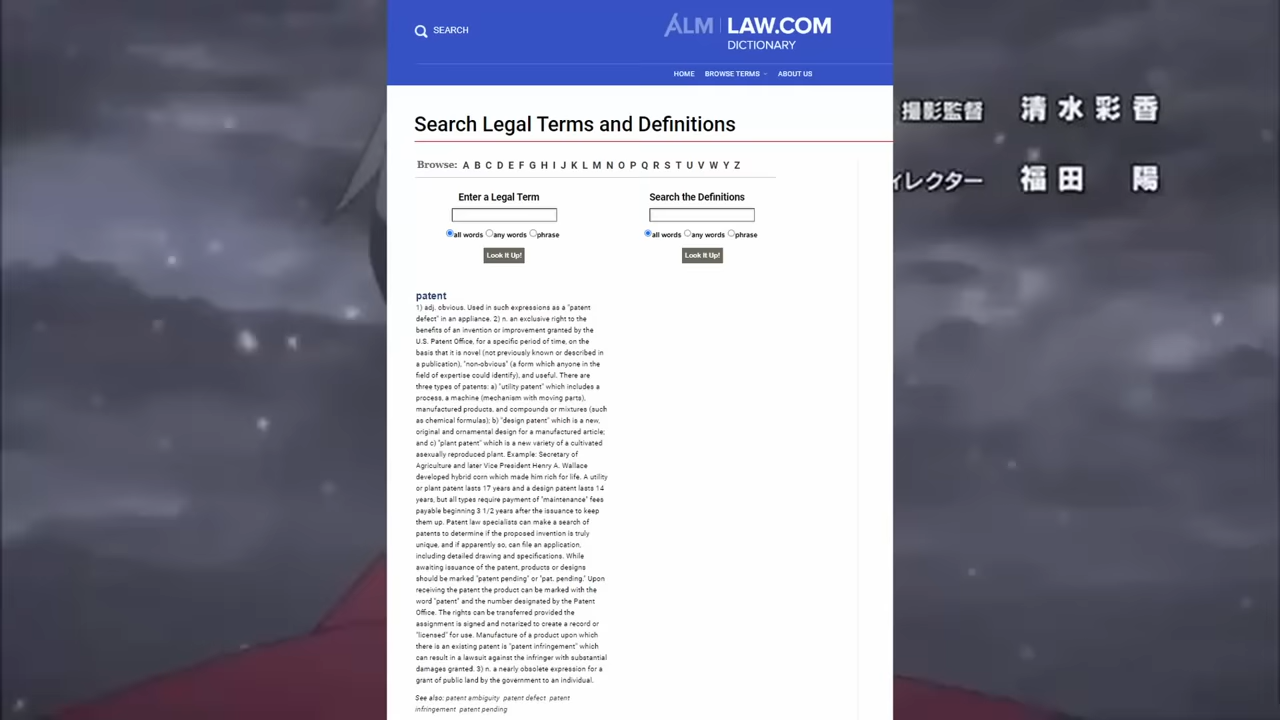 SEARCH
ALM LAW.COM
DICTIONARY
HOME BROWSE TERMS ABOUT US
Search Legal Terms and Definitions
Browse: A B C D E F G H I J K L M N O P Q R S T U V W Y Z
Enter a Legal Term Search the Definitions
all words any words phrase all words any words phrase
Look It Up! Look It Up!
patent
1) adj. obvious. Used in such expressions as a "patent
defect" in an appliance. 2) n. an exclusive right to the
benefits of an invention or improvement granted by the
U.S. Patent Office, for a specific period of time, on the
basis that it is novel (not previously known or described in
a publication), "non-obvious" (a form which anyone in the
field of expertise could identify), and useful. There are
three types of patents: a) "utility patent" which includes a
process, a machine (mechanism with moving parts),
manufactured products, and compounds or mixtures (such
as chemical formulas); b) "design patent" which is a new,
original and ornamental design for a manufactured article;
and c) "plant patent" which is a new variety of a cultivated
asexually reproduced plant. Example: Secretary of
Agriculture and later Vice President Henry A. Wallace
developed hybrid corn which made him rich for life. A utility
or plant patent lasts 17 years and a design patent lasts 14
years, but all types require payment of "maintenance" fees
payable beginning 3 1/2 years after the issuance to keep
them up. Patent law specialists can make a search of
patents to determine if the proposed invention is truly
unique, and if apparently so, can file an application,
including detailed drawing and specifications. While
awaiting issuance of the patent, products or designs
should be marked "patent pending" or "pat. pending." Upon
receiving the patent the product can be marked with the
word "patent" and the number designated by the Patent
Office. The rights can be transferred provided the
assignment is signed and notarized to create a record or
"licensed" for use. Manufacture of a product upon which
there is an existing patent is "patent infringement" which
can result in a lawsuit against the infringer with substantial
damages granted. 3) n. a nearly obsolete expression for a
grant of public land by the government to an individual.
See also: patent ambiguity patent defect patent
infringement patent pending
撮影監督 清水彩香
ィレクター 福田 陽